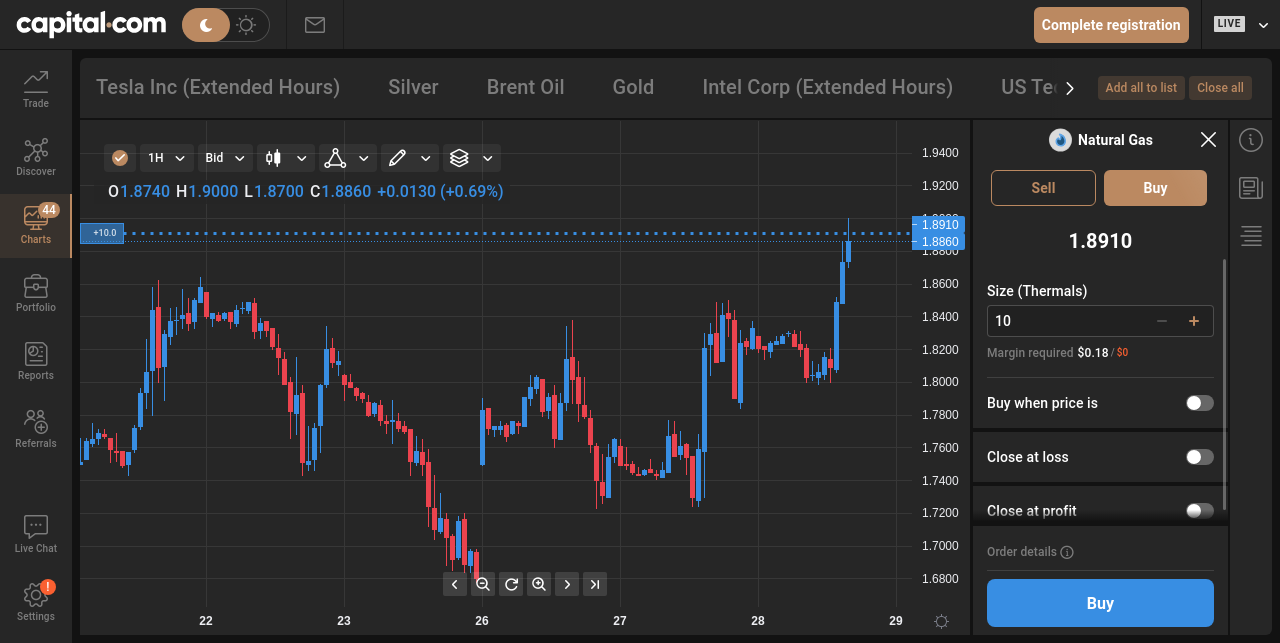 capital.com
Complete registration
LIVE
Trade
Discover
44
Charts
Portfolio
Reports
Referrals
Live Chat
!
Settings
Tesla Inc (Extended Hours) Silver Brent Oil Gold Intel Corp (Extended Hours) US Te
Add all to list Close all
1H Bid
O1.8740 H1.9000 L1.8700 C1.8860 +0.0130 (+0.69%)
+10.0
1.9400
1.9200
1.8910
1.8860
1.8800
1.8600
1.8400
1.8200
1.8000
1.7800
1.7600
1.7400
1.7200
1.7000
1.6800
22 23 26 27 28 29
Natural Gas
Sell Buy
1.8910
Size (Thermals)
10
Margin required $0.18 / $0
Buy when price is
Close at loss
Close at profit
Order details
Buy